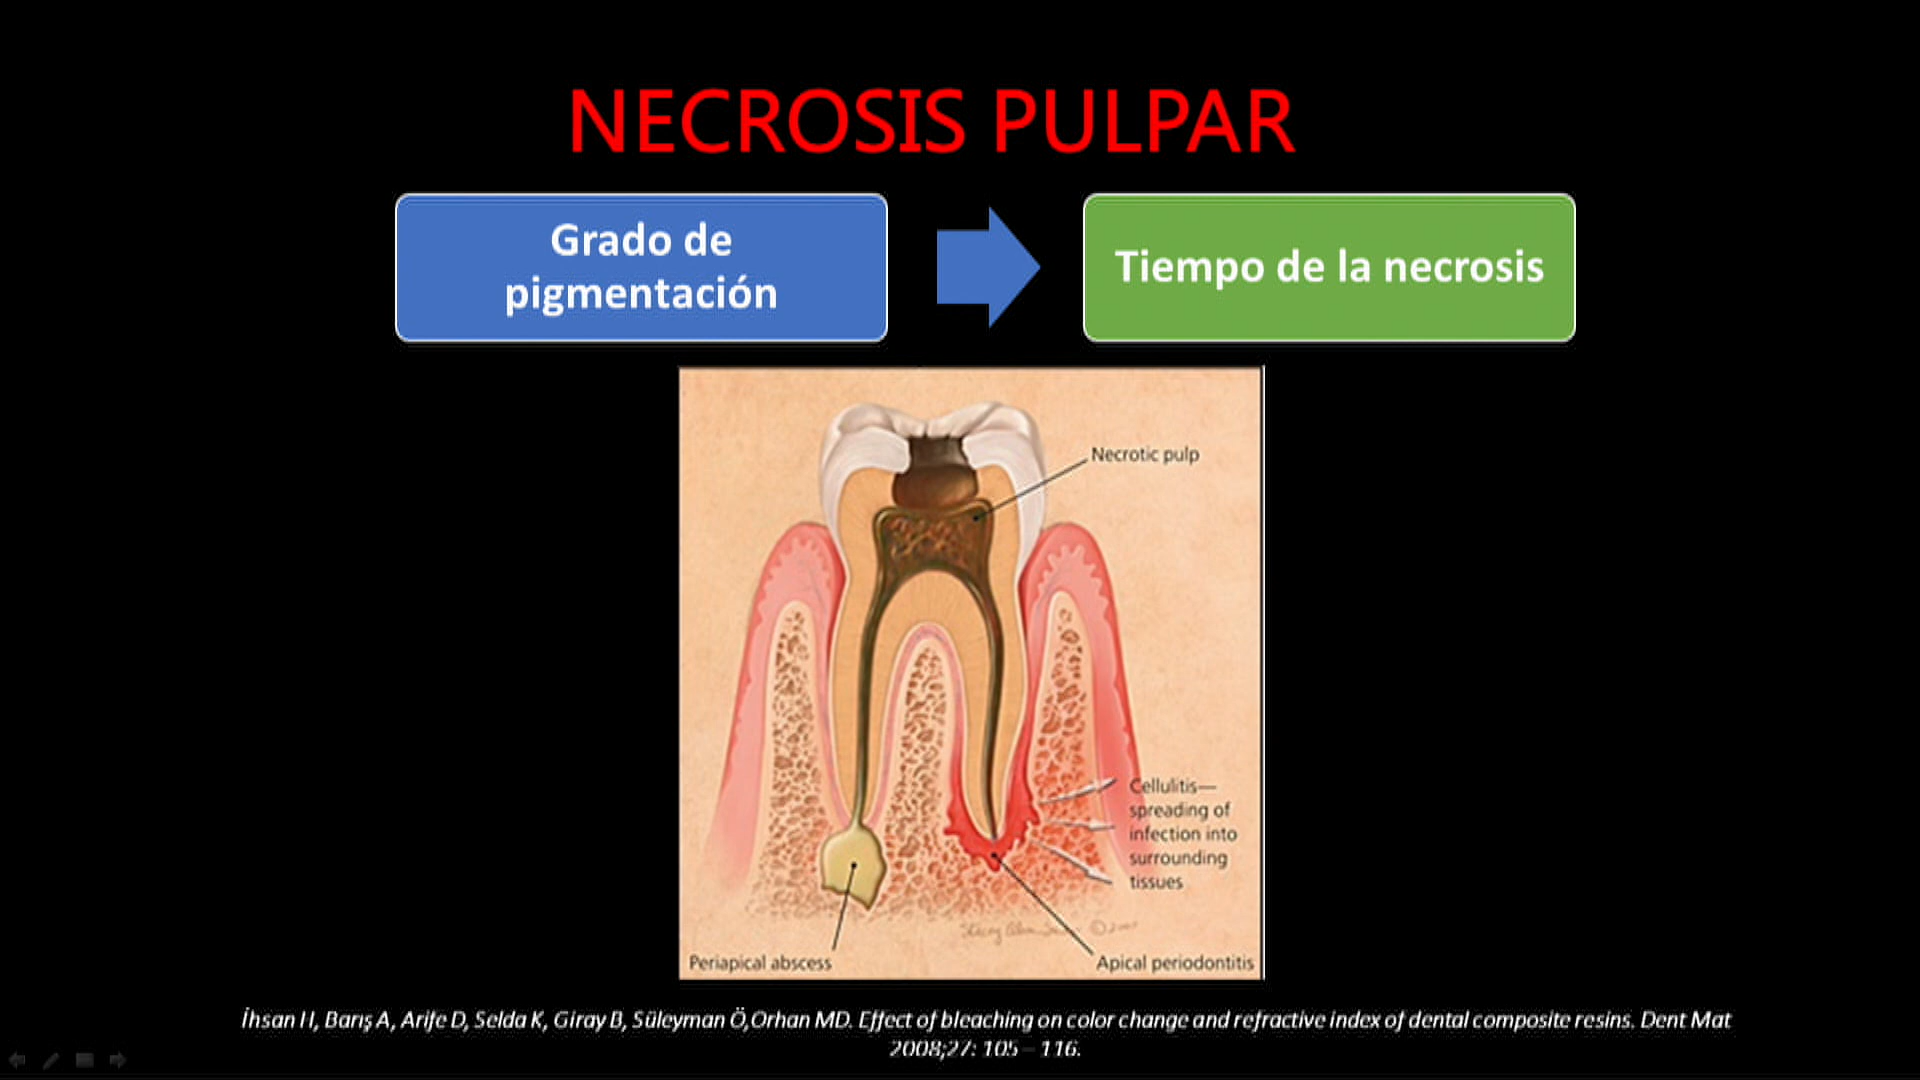 NECROSIS PULPAR
Grado de
pigmentación
Tiempo de la necrosis
Necrotic pulp
Cellulitis—
spreading of
infection into
surrounding
tissues
Periapical abscess
Apical periodontitis
İhsan H, Barış A, Arife D, Selda K, Giray B, Süleyman Ö,Orhan MD. Effect of bleaching on color change and refractive index of dental composite resins. Dent Mat
2008;27: 105 – 116.